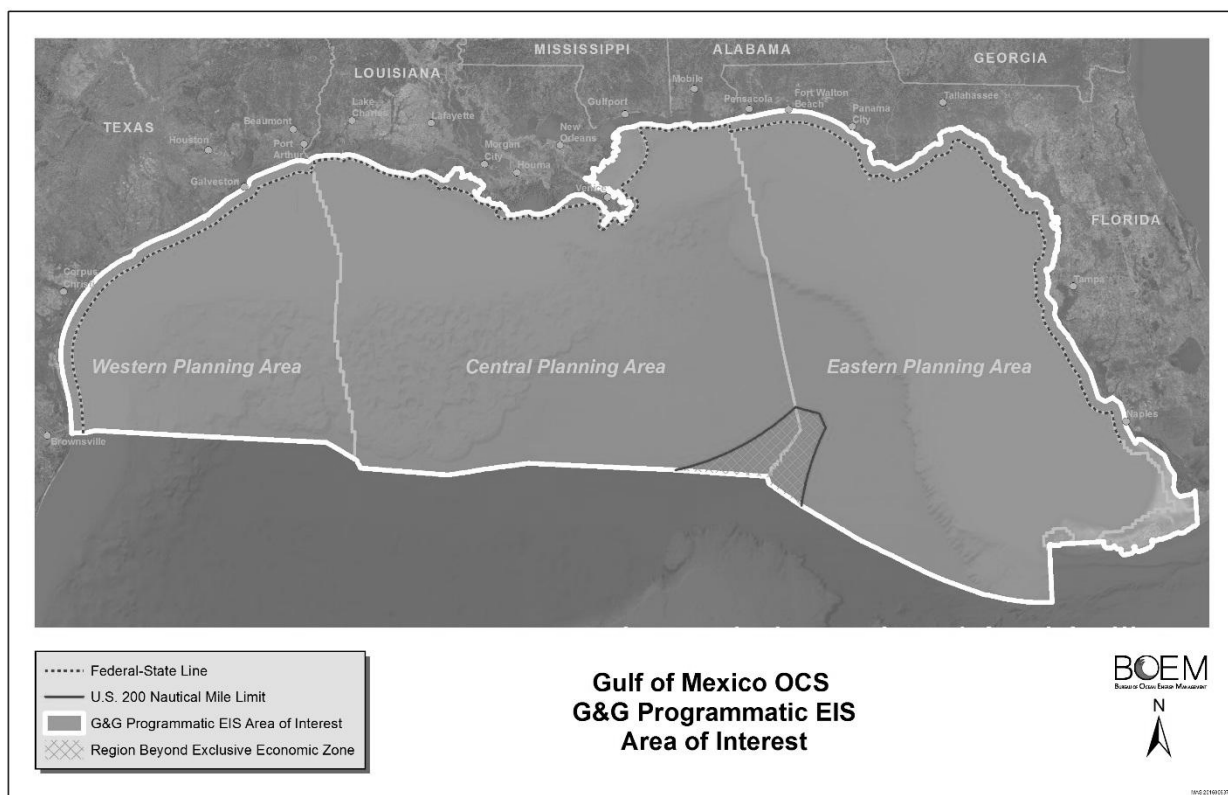 MISSISSIPPI
ALABAMA
GEORGIA
LOUISIANA
TEXAS
FLORIDA
Mobile
Gulfport
Pensacola
Fort Walton
Beach
Panama
City
Tallahassee
Lake
Charles
Lafayette
Beaumont
Houston
Port
Arthur
New
Orleans
Morgan
City
Houma
Galveston
Corpus
Tampa
Naples
Brownsville
Western Planning Area
Central Planning Area
Eastern Planning Area
Federal-State Line
U.S. 200 Nautical Mile Limit
G&G Programmatic EIS Area of Interest
Region Beyond Exclusive Economic Zone
Gulf of Mexico OCS
G&G Programmatic EIS
Area of Interest
BOEM
BUREAU OF OCEAN ENERGY MANAGEMENT
N